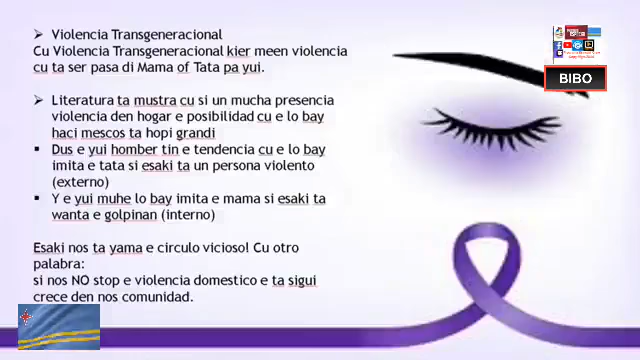 Violencia Transgeneracional
Cu Violencia Transgeneracional kier meen violencia
cu ta ser pasa di Mama of Tata pa yui.
Literatura ta mustra cu si un mucha presencia
violencia den hogar e posibilidad cu e lo bay
haci mescos ta hopi grandi
Dus e yui homber tin e tendencia cu e lo bay
imita e tata si esaki ta un persona violento
(externo)
Y e yui muhe lo bay imita e mama si esaki ta
wanta e golpinan (interno)
Esaki nos ta yama e circulo vicioso! Cu otro
palabra:
si nos NO stop e violencia domestico e ta sigui
crece den nos comunidad.
BIBO